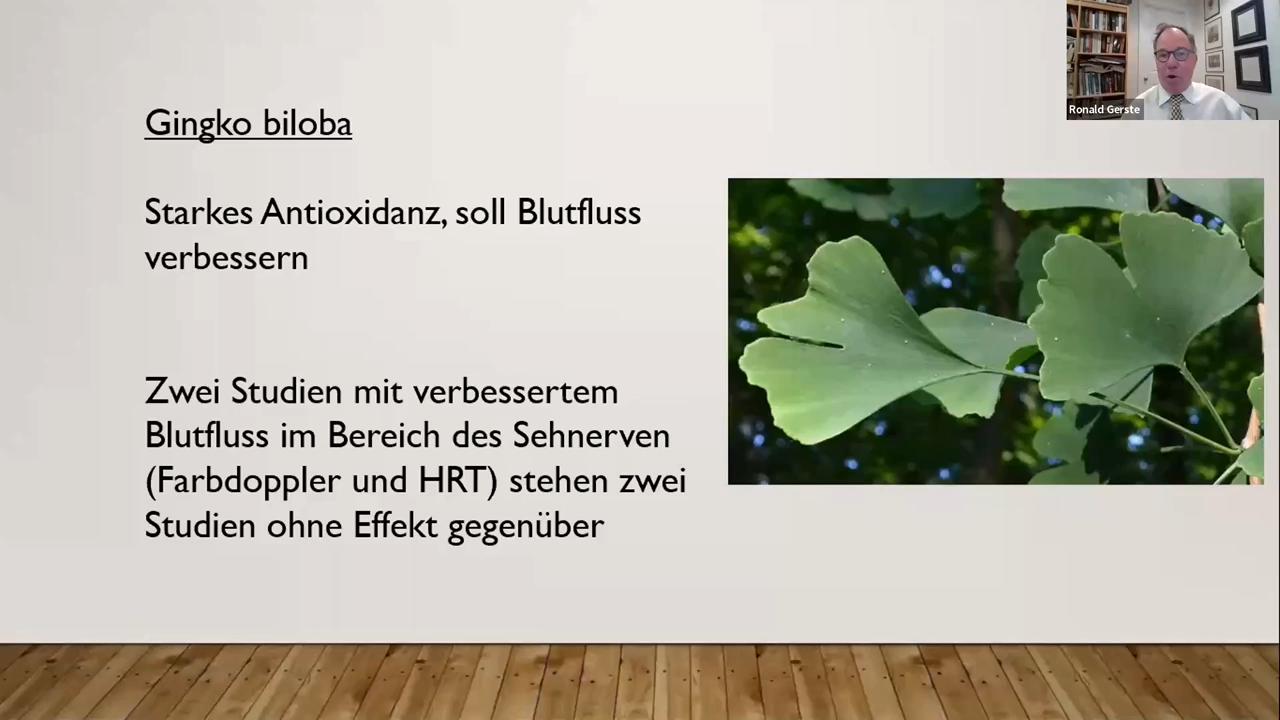 Ronald Gerste
Gingko biloba
Starkes Antioxidanz, soll Blutfluss
verbessern
Zwei Studien mit verbessertem
Blutfluss im Bereich des Sehnerven
(Farbdoppler und HRT) stehen zwei
Studien ohne Effekt gegenüber